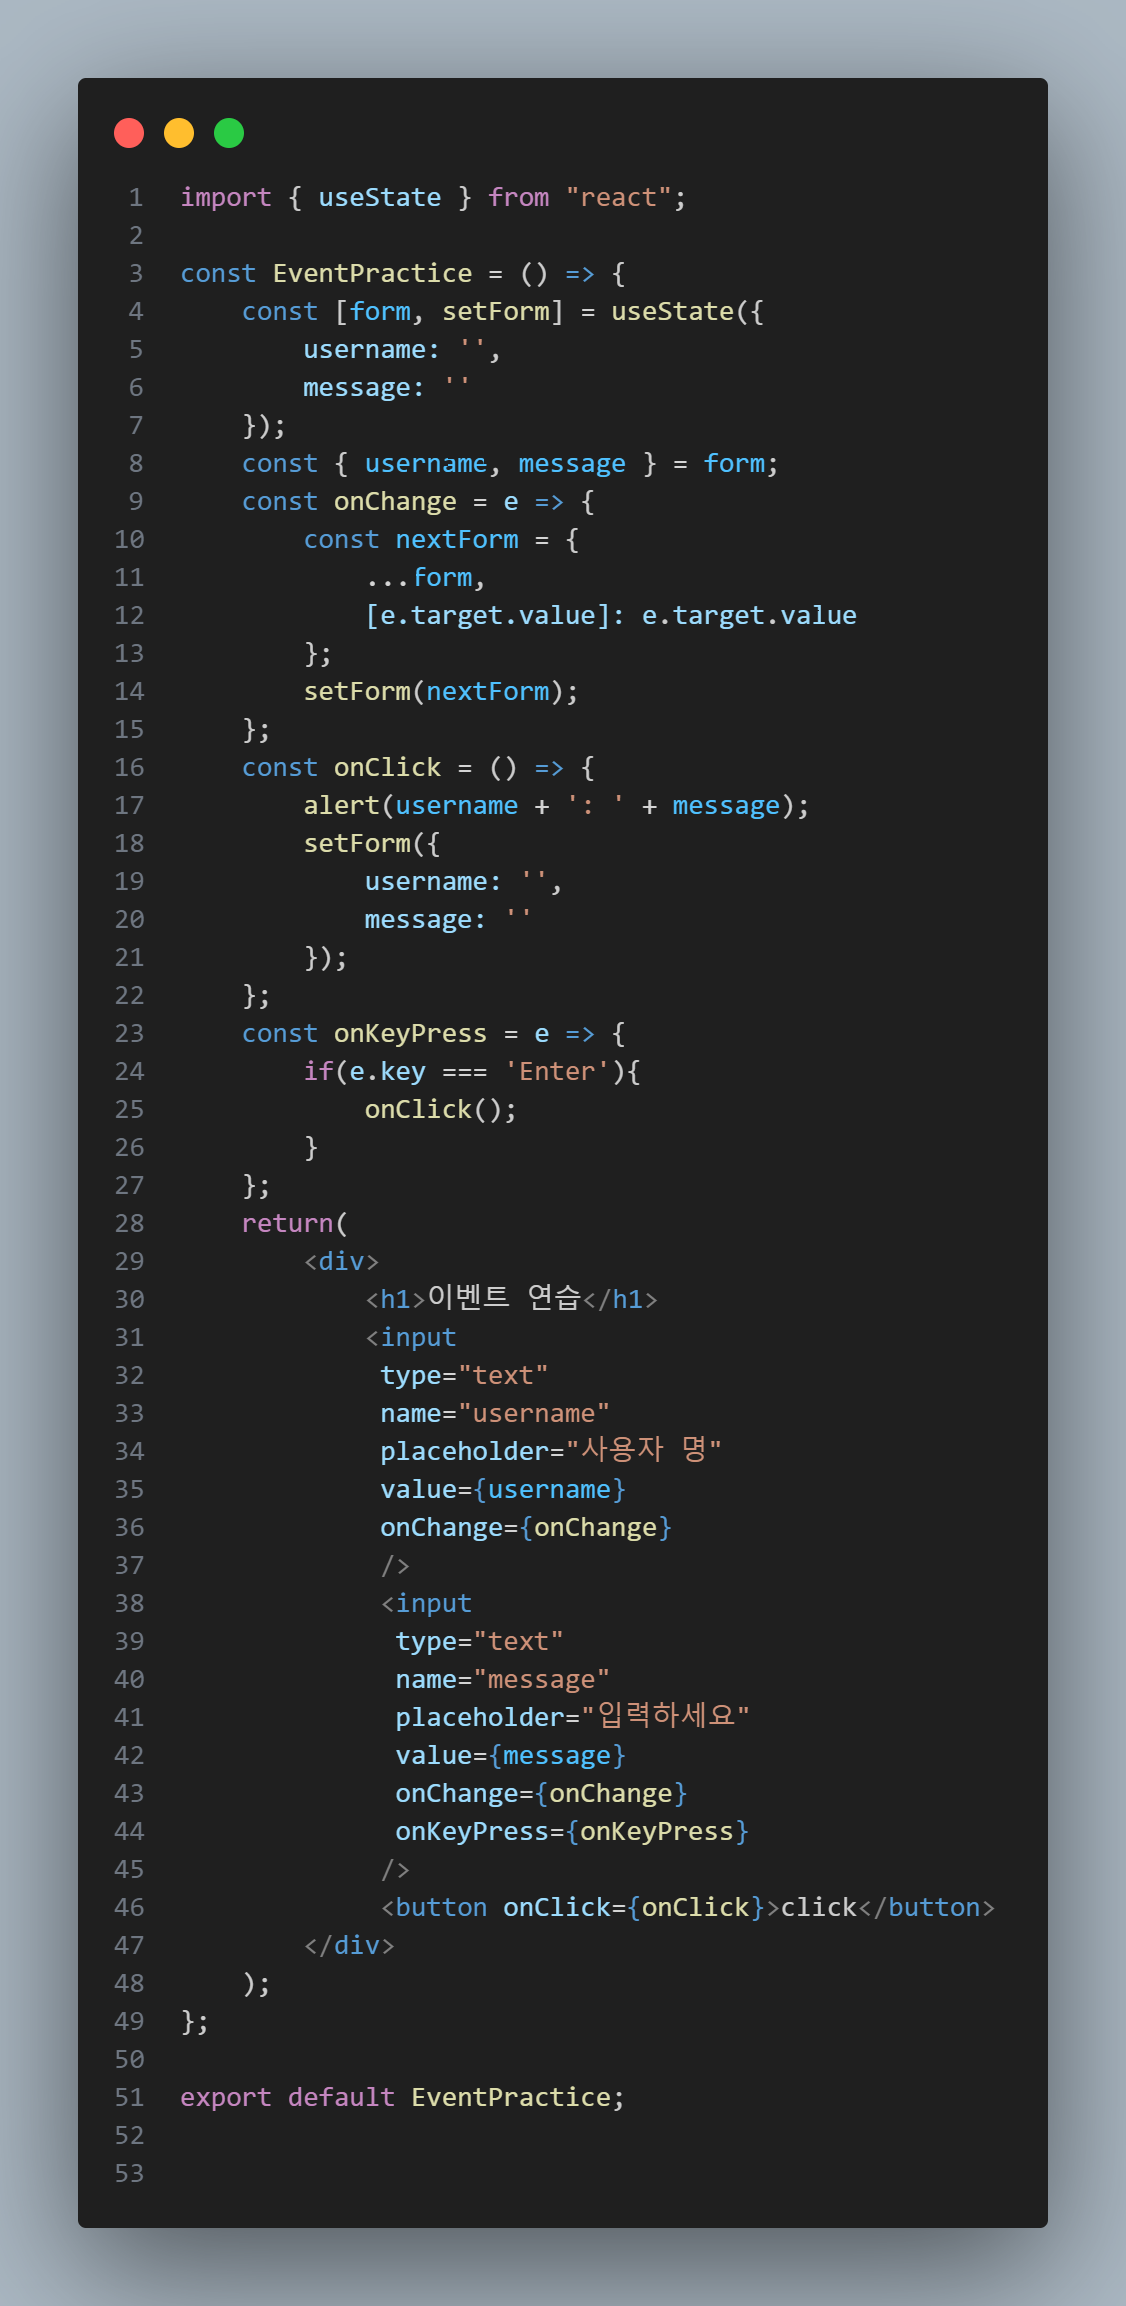 1 import { useState } from "react";
2
3 const EventPractice = () => {
4     const [form, setForm] = useState({
5         username: '',
6         message: ''
7     });
8     const { username, message } = form;
9     const onChange = e => {
10         const nextForm = {
11             ...form,
12             [e.target.value]: e.target.value
13         };
14         setForm(nextForm);
15     };
16     const onClick = () => {
17         alert(username + ': ' + message);
18         setForm({
19             username: '',
20             message: ''
21         });
22     };
23     const onKeyPress = e => {
24         if(e.key === 'Enter'){
25             onClick();
26         }
27     };
28     return(
29         <div>
30             <h1>이벤트 연습</h1>
31             <input
32              type="text"
33              name="username"
34              placeholder="사용자 명"
35              value={username}
36              onChange={onChange}
37              />
38              <input
39               type="text"
40               name="message"
41               placeholder="입력하세요"
42               value={message}
43               onChange={onChange}
44               onKeyPress={onKeyPress}
45              />
46              <button onClick={onClick}>click</button>
47         </div>
48     );
49 };
50
51 export default EventPractice;
52
53